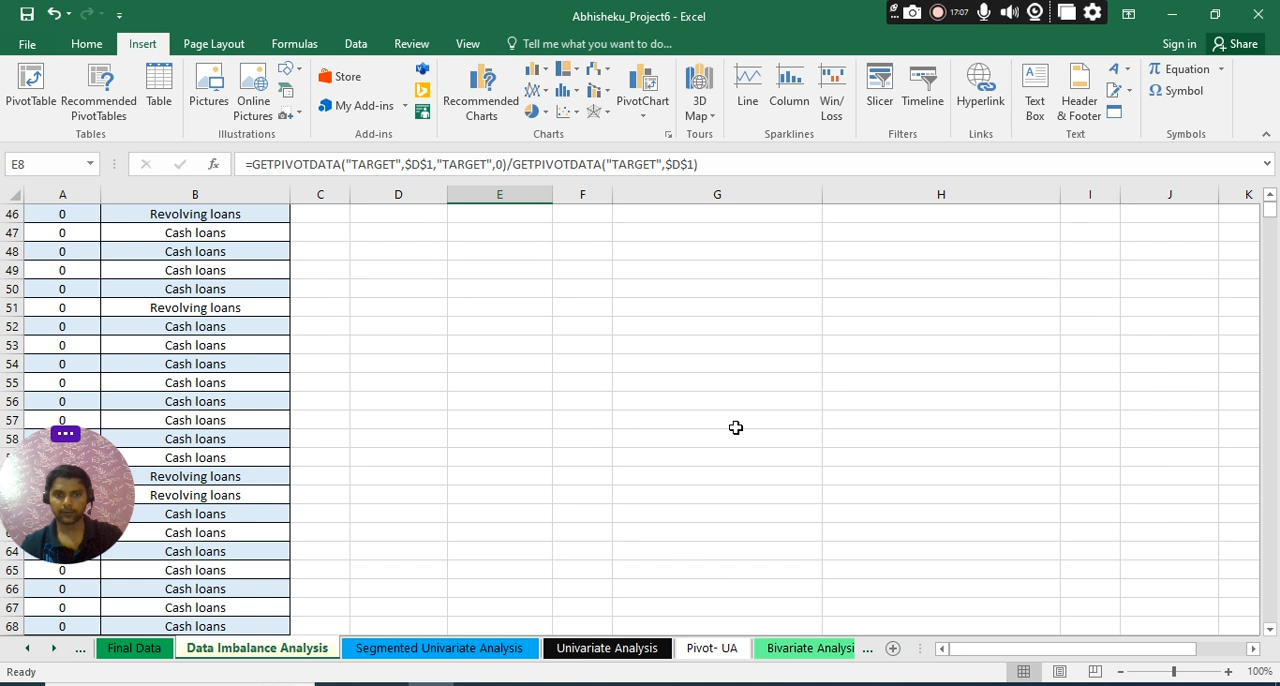 Abhisheku_Project6 - Excel
17:07
File Home Insert Page Layout Formulas Data Review View Tell me what you want to do... Sign in Share
PivotTable Recommended PivotTables Table Pictures Online Pictures Store My Add-ins Recommended Charts PivotChart 3D Map Line Column Win/Loss Slicer Timeline Hyperlink Text Box Header & Footer Equation Symbol
Tables Illustrations Add-ins Charts Tours Sparklines Filters Links Text Symbols
E8 fx =GETPIVOTDATA("TARGET",$D$1,"TARGET",0)/GETPIVOTDATA("TARGET",$D$1)
A B C D E F G H I J K
46 0 Revolving loans
47 0 Cash loans
48 0 Cash loans
49 0 Cash loans
50 0 Cash loans
51 0 Revolving loans
52 0 Cash loans
53 0 Cash loans
54 0 Cash loans
55 0 Cash loans
56 0 Cash loans
57 0 Cash loans
58 Cash loans
Cash loans
Revolving loans
Revolving loans
Cash loans
Cash loans
64 Cash loans
65 0 Cash loans
66 0 Cash loans
67 0 Cash loans
68 0 Cash loans
... Final Data Data Imbalance Analysis Segmented Univariate Analysis Univariate Analysis Pivot- UA Bivariate Analysi ...
Ready 100%